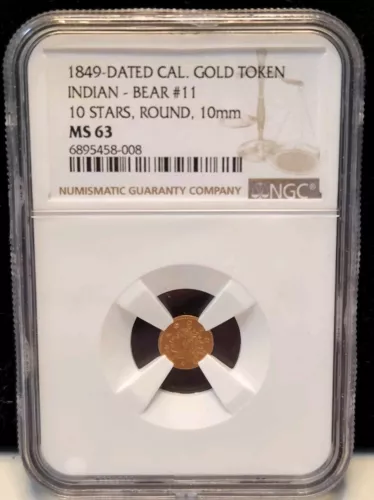 1849-DATED CAL. GOLD TOKEN
INDIAN - BEAR #11
10 STARS, ROUND, 10mm
MS 63
6895458-008
NUMISMATIC GUARANTY COMPANY NGC®